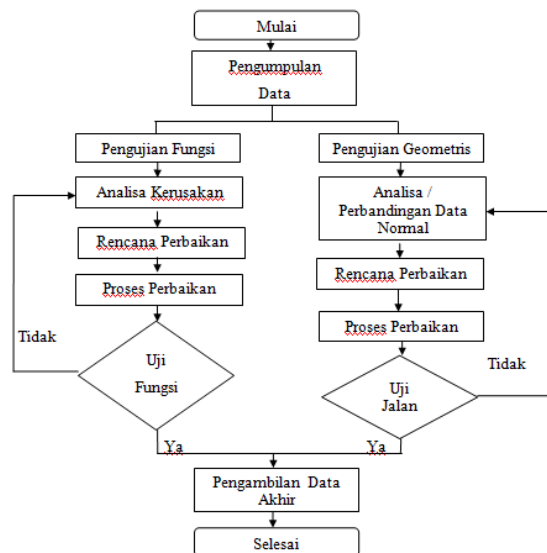 Mulai
Pengumpulan
Data
Pengujian Fungsi
Pengujian Geometris
Analisa Kerusakan
Analisa /
Perbandingan Data
Normal
Rencana Perbaikan
Rencana Perbaikan
Proses Perbaikan
Proses Perbaikan
Tidak
Uji
Fungsi
Tidak
Uji
Jalan
Ya
Ya
Pengambilan Data
Akhir
Selesai